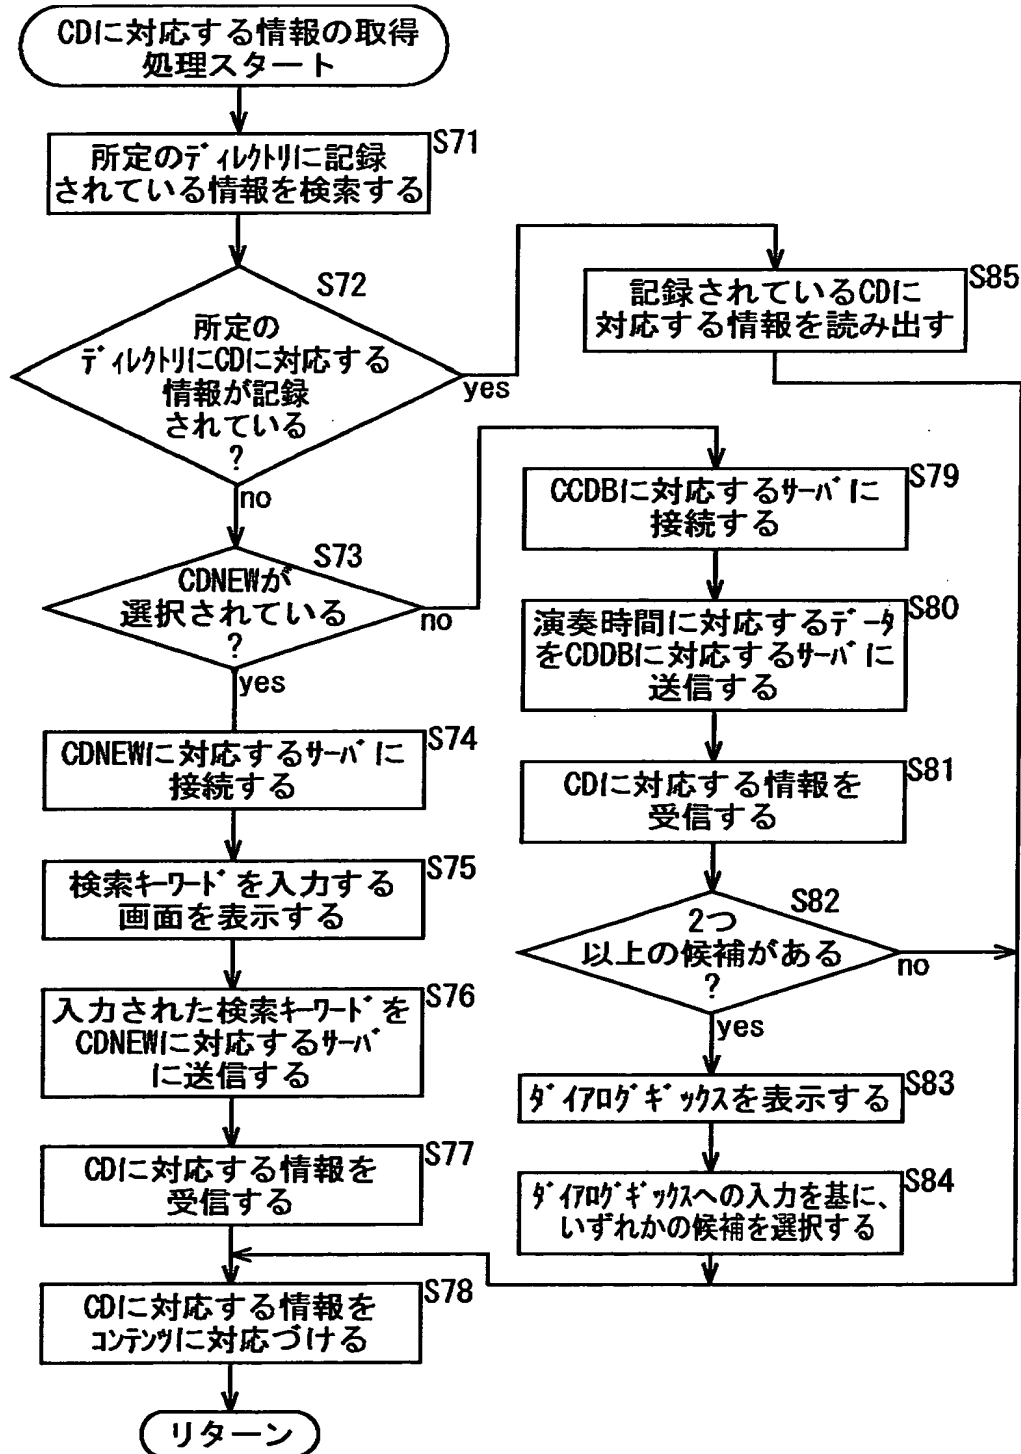 CDに対応する情報の取得
処理スタート
S71
所定のディレクトリに記録
されている情報を検索する
S72
所定の
ディレクトリにCDに対応する
情報が記録
されている
?
yes
no
S85
記録されているCDに
対応する情報を読み出す
S73
CDNEWが
選択されている
?
no
yes
S74
CDNEWに対応するサーバに
接続する
S75
検索キーワードを入力する
画面を表示する
S76
入力された検索キーワードを
CDNEWに対応するサーバ
に送信する
S77
CDに対応する情報を
受信する
S78
CDに対応する情報を
コンテンツに対応づける
リターン
S79
CCDBに対応するサーバに
接続する
S80
演奏時間に対応するデータ
をCDDBに対応するサーバに
送信する
S81
CDに対応する情報を
受信する
S82
2つ
以上の候補がある
?
no
yes
S83
ダイアログギックスを表示する
S84
ダイアログギックスへの入力を基に、
いずれかの候補を選択する